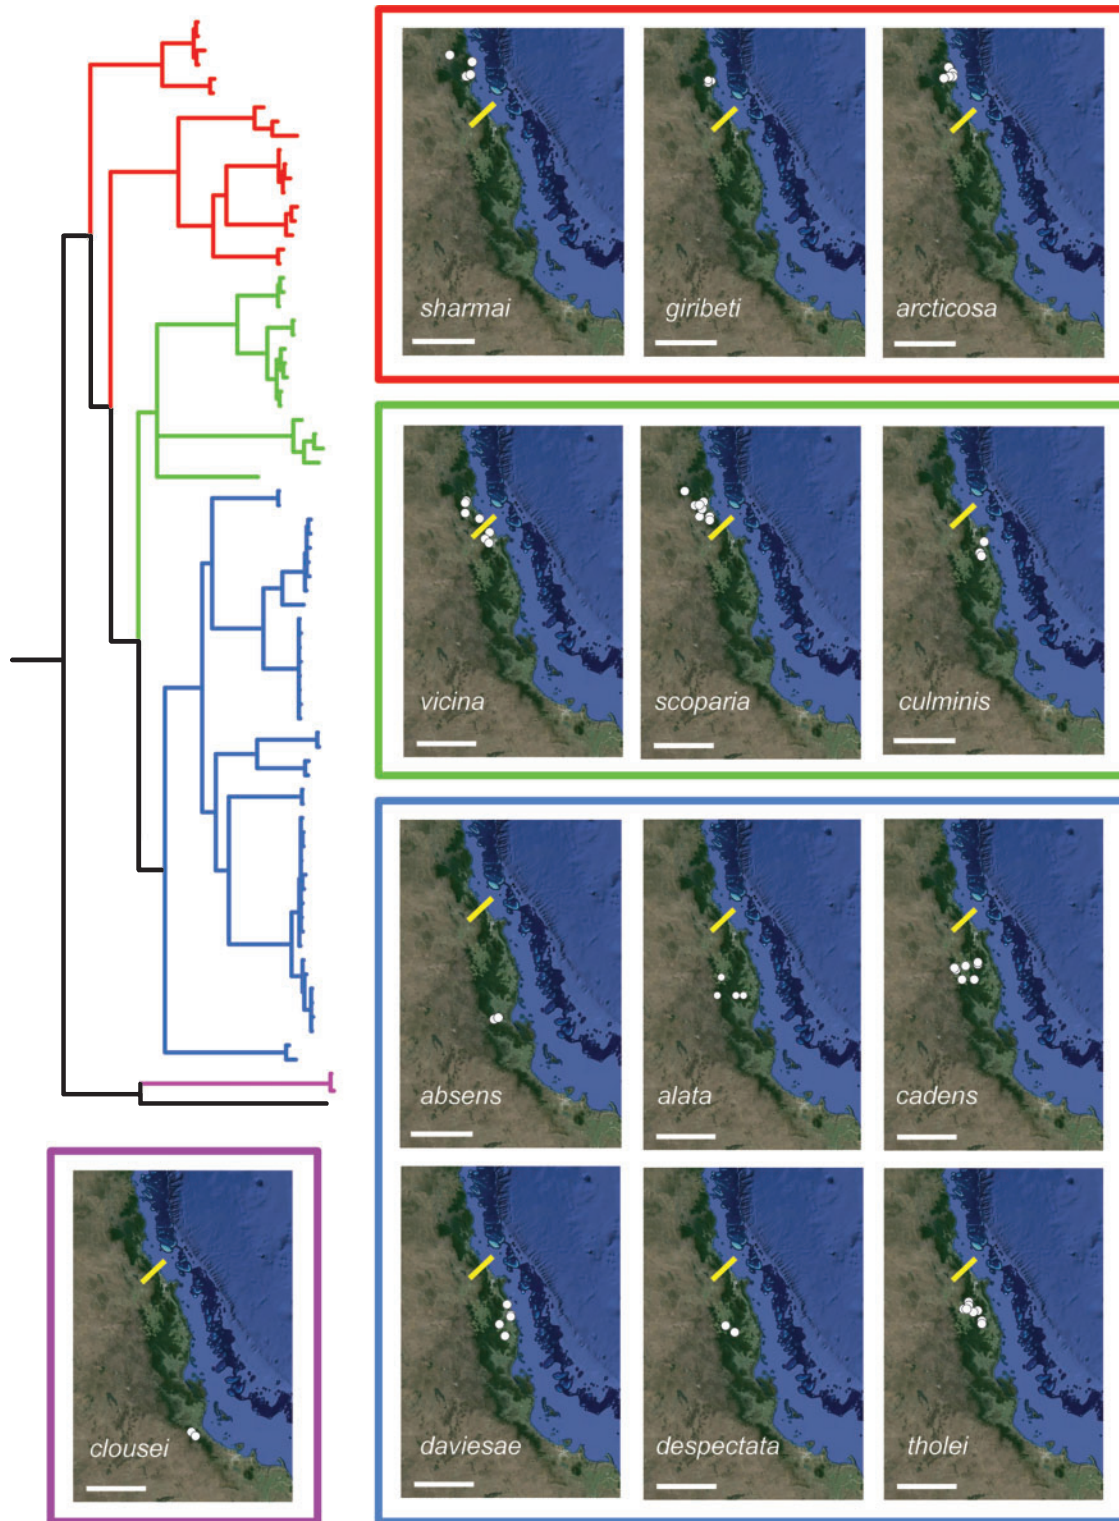 sharmai
giribeti
arcticosa
vicina
scoparia
culminis
absens
alata
cadens
clousei
daviesae
despectata
tholei